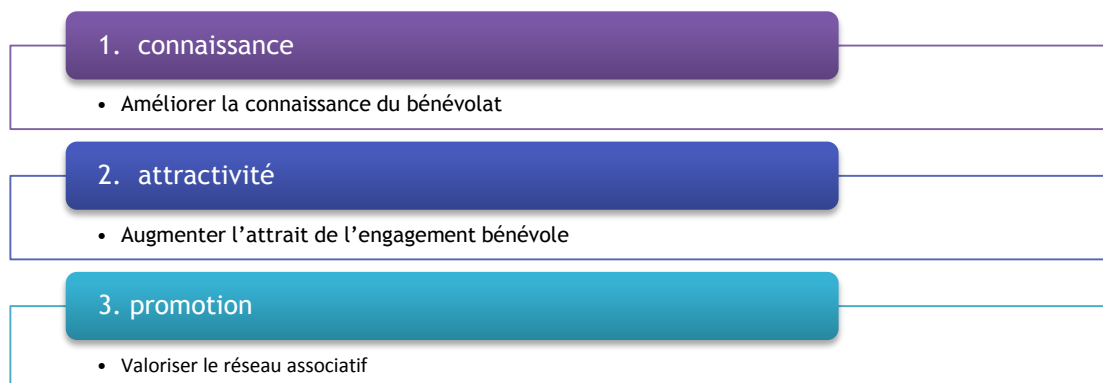 1. connaissance
• Améliorer la connaissance du bénévolat
2. attractivité
• Augmenter l’attrait de l’engagement bénévole
3. promotion
• Valoriser le réseau associatif